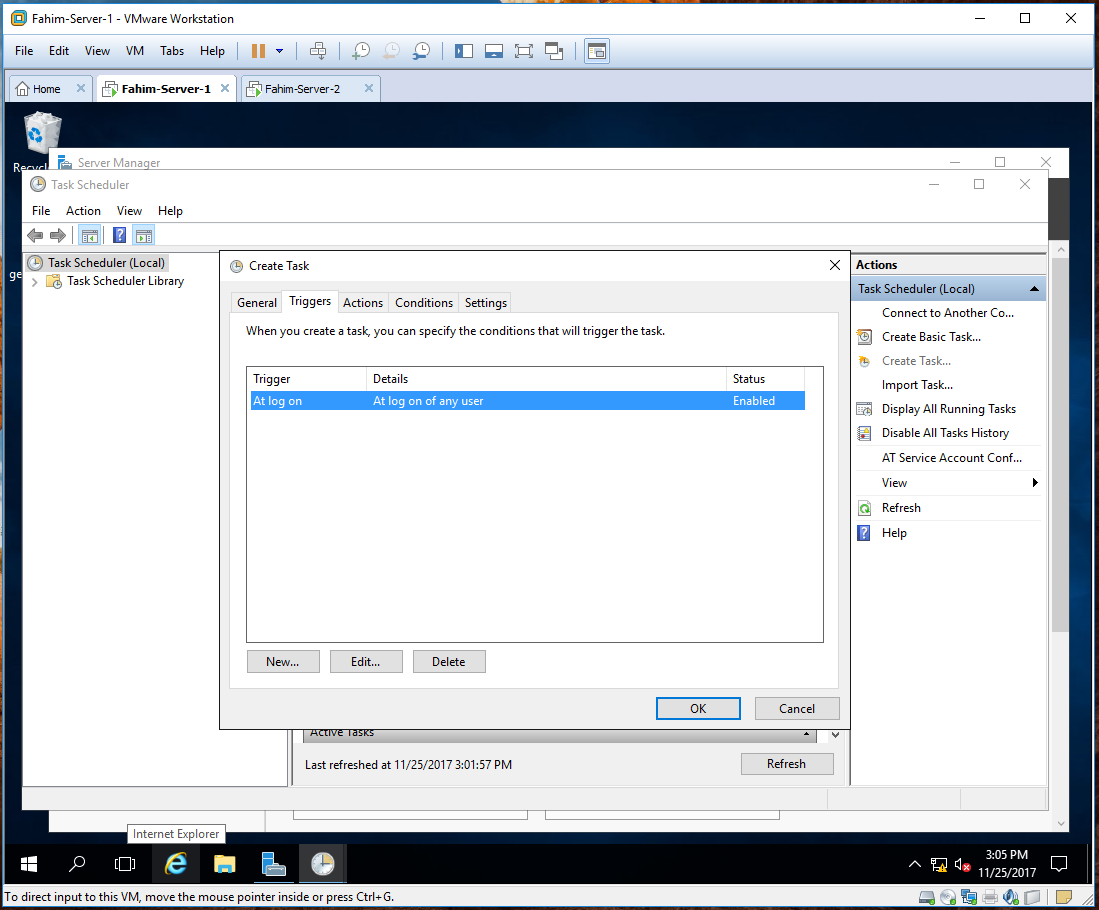 Fahim-Server-1 - VMware Workstation
File Edit View VM Tabs Help
Home Fahim-Server-1 Fahim-Server-2
Server Manager
Task Scheduler
File Action View Help
Task Scheduler (Local)
Task Scheduler Library
Create Task
General Triggers Actions Conditions Settings
When you create a task, you can specify the conditions that will trigger the task.
Trigger Details Status
At log on At log on of any user Enabled
New... Edit... Delete
OK Cancel
Active Tasks
Last refreshed at 11/25/2017 3:01:57 PM Refresh
Actions
Task Scheduler (Local)
Connect to Another Co...
Create Basic Task...
Create Task...
Import Task...
Display All Running Tasks
Disable All Tasks History
AT Service Account Conf...
View
Refresh
Help
Internet Explorer
3:05 PM
11/25/2017
To direct input to this VM, move the mouse pointer inside or press Ctrl+G.